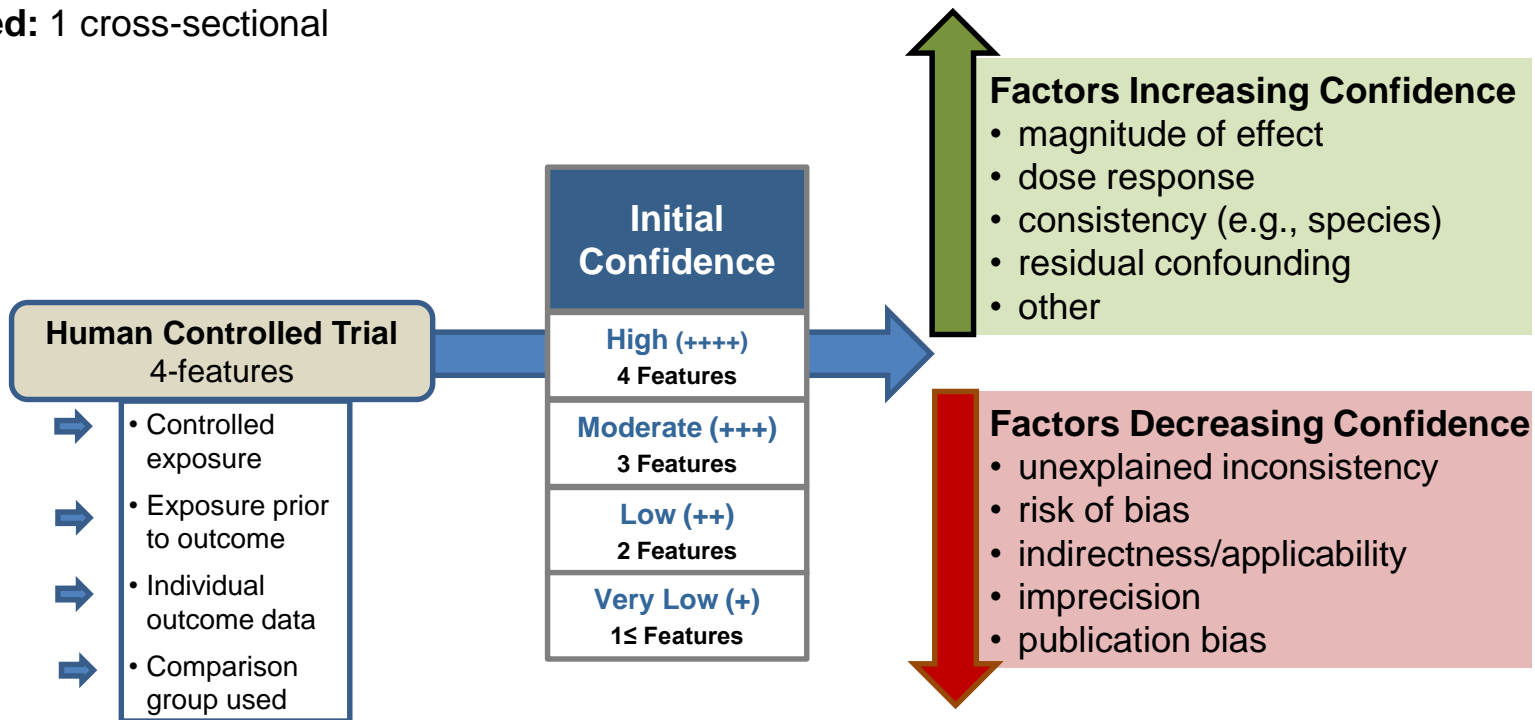 ed: 1 cross-sectional
Human Controlled Trial
4-features
• Controlled
exposure
• Exposure prior
to outcome
• Individual
outcome data
• Comparison
group used
Initial
Confidence
High (++++)
4 Features
Moderate (+++)
3 Features
Low (++)
2 Features
Very Low (+)
1≤ Features
Factors Increasing Confidence
• magnitude of effect
• dose response
• consistency (e.g., species)
• residual confounding
• other
Factors Decreasing Confidence
• unexplained inconsistency
• risk of bias
• indirectness/applicability
• imprecision
• publication bias